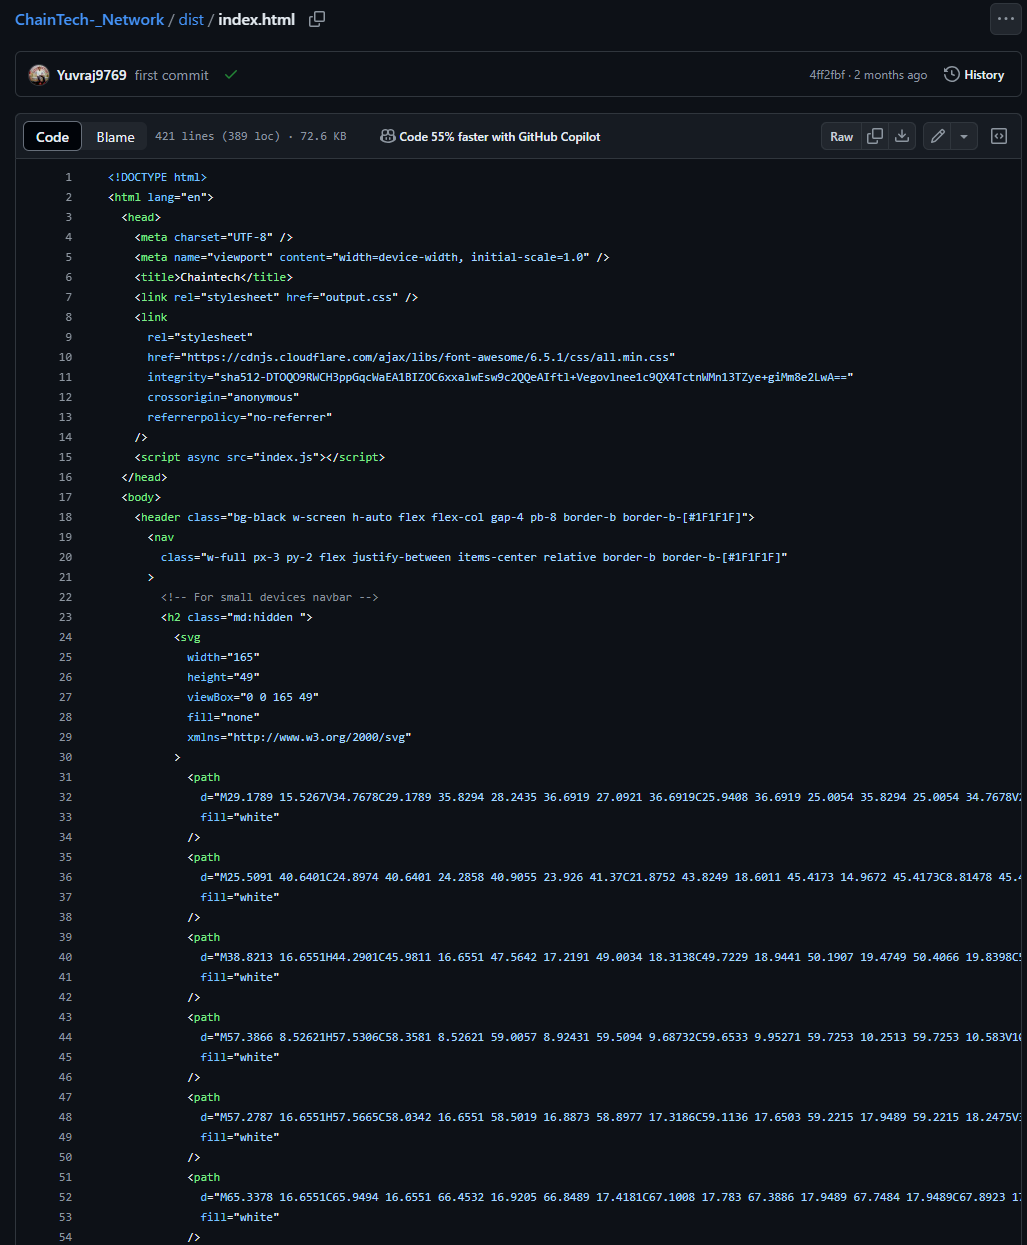 ChainTech-_Network / dist / index.html
Yuvraj9769 first commit 4ff2fbf · 2 months ago History
Code Blame 421 lines (389 loc) · 72.6 KB Code 55% faster with GitHub Copilot Raw
1 <!DOCTYPE html>
2 <html lang="en">
3 <head>
4 <meta charset="UTF-8" />
5 <meta name="viewport" content="width=device-width, initial-scale=1.0" />
6 <title>Chaintech</title>
7 <link rel="stylesheet" href="output.css" />
8 <link
9 rel="stylesheet"
10 href="https://cdnjs.cloudflare.com/ajax/libs/font-awesome/6.5.1/css/all.min.css"
11 integrity="sha512-DTOQO9RWCH3ppGqcWaEA1BIZOC6xxalwEsw9c2QQeAIftl+Vegovlnee1c9QX4TctnWMn13TZye+giMm8e2LwA=="
12 crossorigin="anonymous"
13 referrerpolicy="no-referrer"
14 />
15 <script async src="index.js"></script>
16 </head>
17 <body>
18 <header class="bg-black w-screen h-auto flex flex-col gap-4 pb-8 border-b border-b-[#1F1F1F]">
19 <nav
20 class="w-full px-3 py-2 flex justify-between items-center relative border-b border-b-[#1F1F1F]"
21 >
22 <!-- For small devices navbar -->
23 <h2 class="md:hidden ">
24 <svg
25 width="165"
26 height="49"
27 viewBox="0 0 165 49"
28 fill="none"
29 xmlns="http://www.w3.org/2000/svg"
30 >
31 <path
32 d="M29.1789 15.5267V34.7678C29.1789 35.8294 28.2435 36.6919 27.0921 36.6919C25.9408 36.6919 25.0054 35.8294 25.0054 34.7678V
33 fill="white"
34 />
35 <path
36 d="M25.5091 40.6401C24.8974 40.6401 24.2858 40.9055 23.926 41.37C21.8752 43.8249 18.6011 45.4173 14.9672 45.4173C8.81478 45.
37 fill="white"
38 />
39 <path
40 d="M38.8213 16.6551H44.2901C45.9811 16.6551 47.5642 17.2191 49.0034 18.3138C49.7229 18.9441 50.1907 19.4749 50.4066 19.8398C
41 fill="white"
42 />
43 <path
44 d="M57.3866 8.52621H57.5306C58.3581 8.52621 59.0057 8.92431 59.5094 9.68732C59.6533 9.95271 59.7253 10.2513 59.7253 10.583V1
45 fill="white"
46 />
47 <path
48 d="M57.2787 16.6551H57.5665C58.0342 16.6551 58.5019 16.8873 58.8977 17.3186C59.1136 17.6503 59.2215 17.9489 59.2215 18.2475V
49 fill="white"
50 />
51 <path
52 d="M65.3378 16.6551C65.9494 16.6551 66.4532 16.9205 66.8489 17.4181C67.1008 17.783 67.3886 17.9489 67.7484 17.9489C67.8923 1
53 fill="white"
54 />